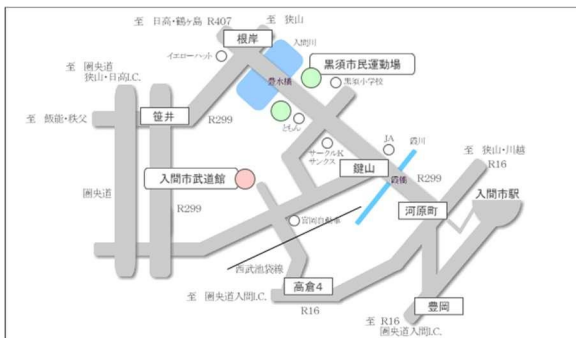 至 日高・鶴ヶ島 R407
至 狭山
根岸
入間川
イエローハット
黒須市民運動場
豊水橋
黒須小学校
至 圏央道
狭山・日高I.C.
笹井
至 飯能・秩父
R299
ともん
サークルK
サンクス
JA
霞川
至 狭山・川越
R16
鍵山
入間市武道館
霞橋
R299
入間市駅
圏央道
R299
河原町
富岡自動車
西武池袋線
高倉4
至 圏央道入間I.C.
R16
豊岡
至 R16
圏央道入間I.C.